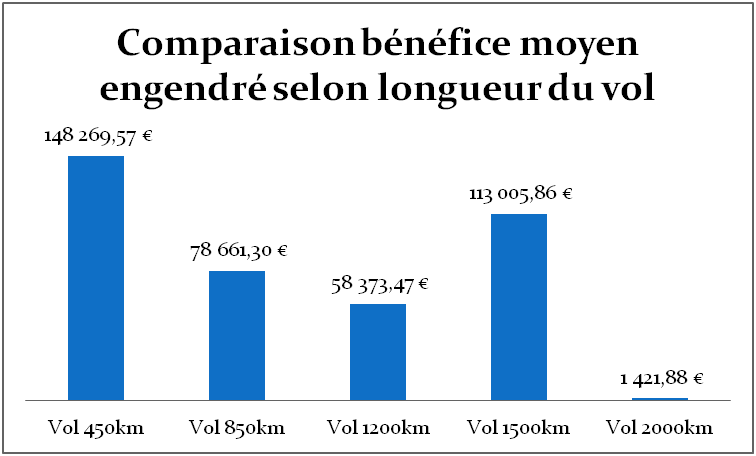 Comparaison bénéfice moyen
engendré selon longueur du vol
148 269,57 €
78 661,30 €
58 373,47 €
113 005,86 €
1 421,88 €
Vol 450km
Vol 850km
Vol 1200km
Vol 1500km
Vol 2000km